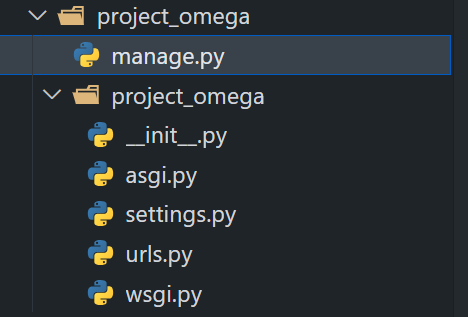 project_omega
manage.py
project_omega
__init__.py
asgi.py
settings.py
urls.py
wsgi.py